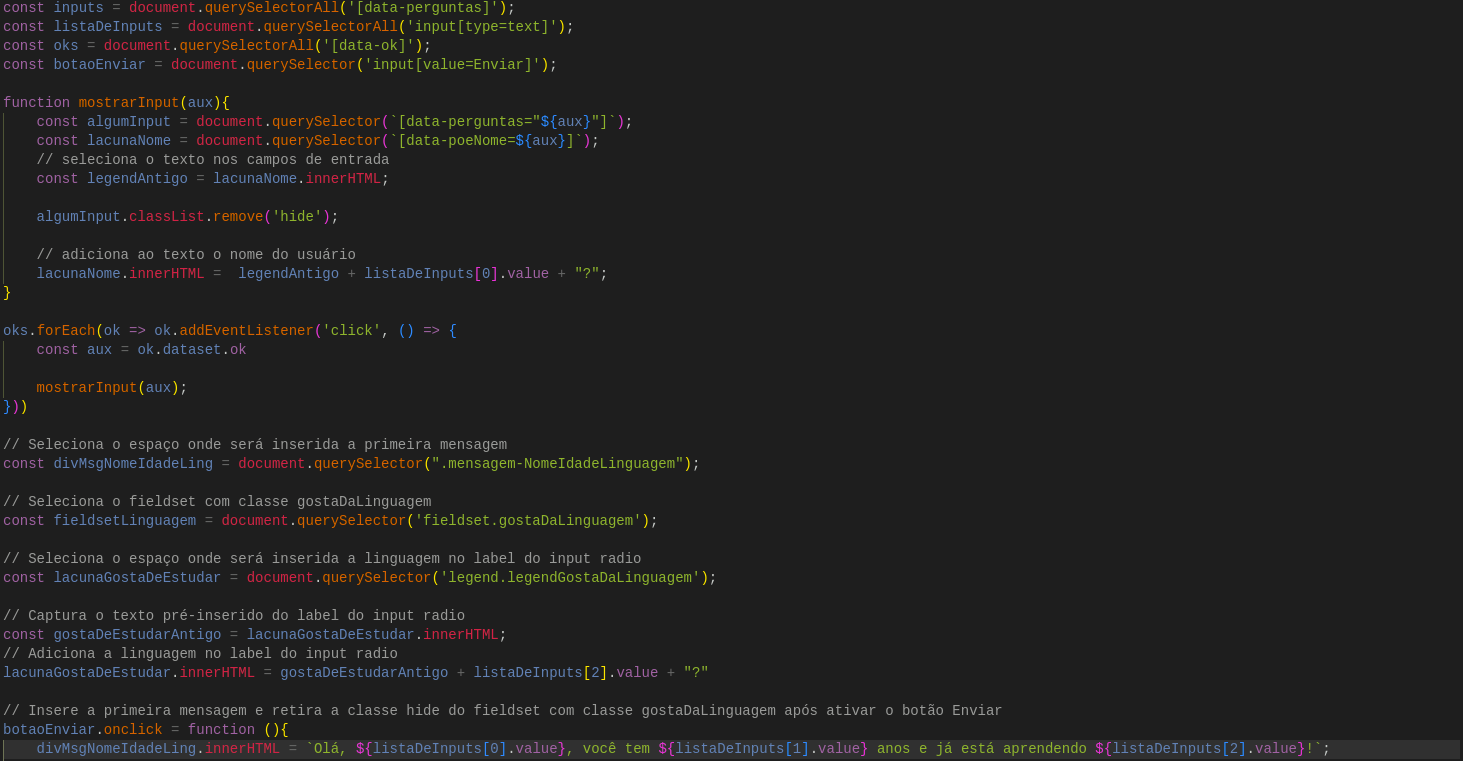 const inputs = document.querySelectorAll('[data-perguntas]');
const listaDeInputs = document.querySelectorAll('input[type=text]');
const oks = document.querySelectorAll('[data-ok]');
const botaoEnviar = document.querySelector('input[value=Enviar]');
function mostrarInput(aux){
const algumInput = document.querySelector(`[data-perguntas="${aux}"]`);
const lacunaNome = document.querySelector(`[data-poeNome=${aux}]`);
// seleciona o texto nos campos de entrada
const legendAntigo = lacunaNome.innerHTML;
algumInput.classList.remove('hide');
// adiciona ao texto o nome do usuário
lacunaNome.innerHTML =  legendAntigo + listaDeInputs[0].value + "?";
}
oks.forEach(ok => ok.addEventListener('click', () => {
const aux = ok.dataset.ok
mostrarInput(aux);
}))
// Seleciona o espaço onde será inserida a primeira mensagem
const divMsgNomeIdadeLing = document.querySelector(".mensagem-NomeIdadeLinguagem");
// Seleciona o fieldset com classe gostaDaLinguagem
const fieldsetLinguagem = document.querySelector('fieldset.gostaDaLinguagem');
// Seleciona o espaço onde será inserida a linguagem no label do input radio
const lacunaGostaDeEstudar = document.querySelector('legend.legendGostaDaLinguagem');
// Captura o texto pré-inserido do label do input radio
const gostaDeEstudarAntigo = lacunaGostaDeEstudar.innerHTML;
// Adiciona a linguagem no label do input radio
lacunaGostaDeEstudar.innerHTML = gostaDeEstudarAntigo + listaDeInputs[2].value + "?"
// Insere a primeira mensagem e retira a classe hide do fieldset com classe gostaDaLinguagem após ativar o botão Enviar
botaoEnviar.onclick = function (){
divMsgNomeIdadeLing.innerHTML = `Olá, ${listaDeInputs[0].value}, você tem ${listaDeInputs[1].value} anos e já está aprendendo ${listaDeInputs[2].value}!`;